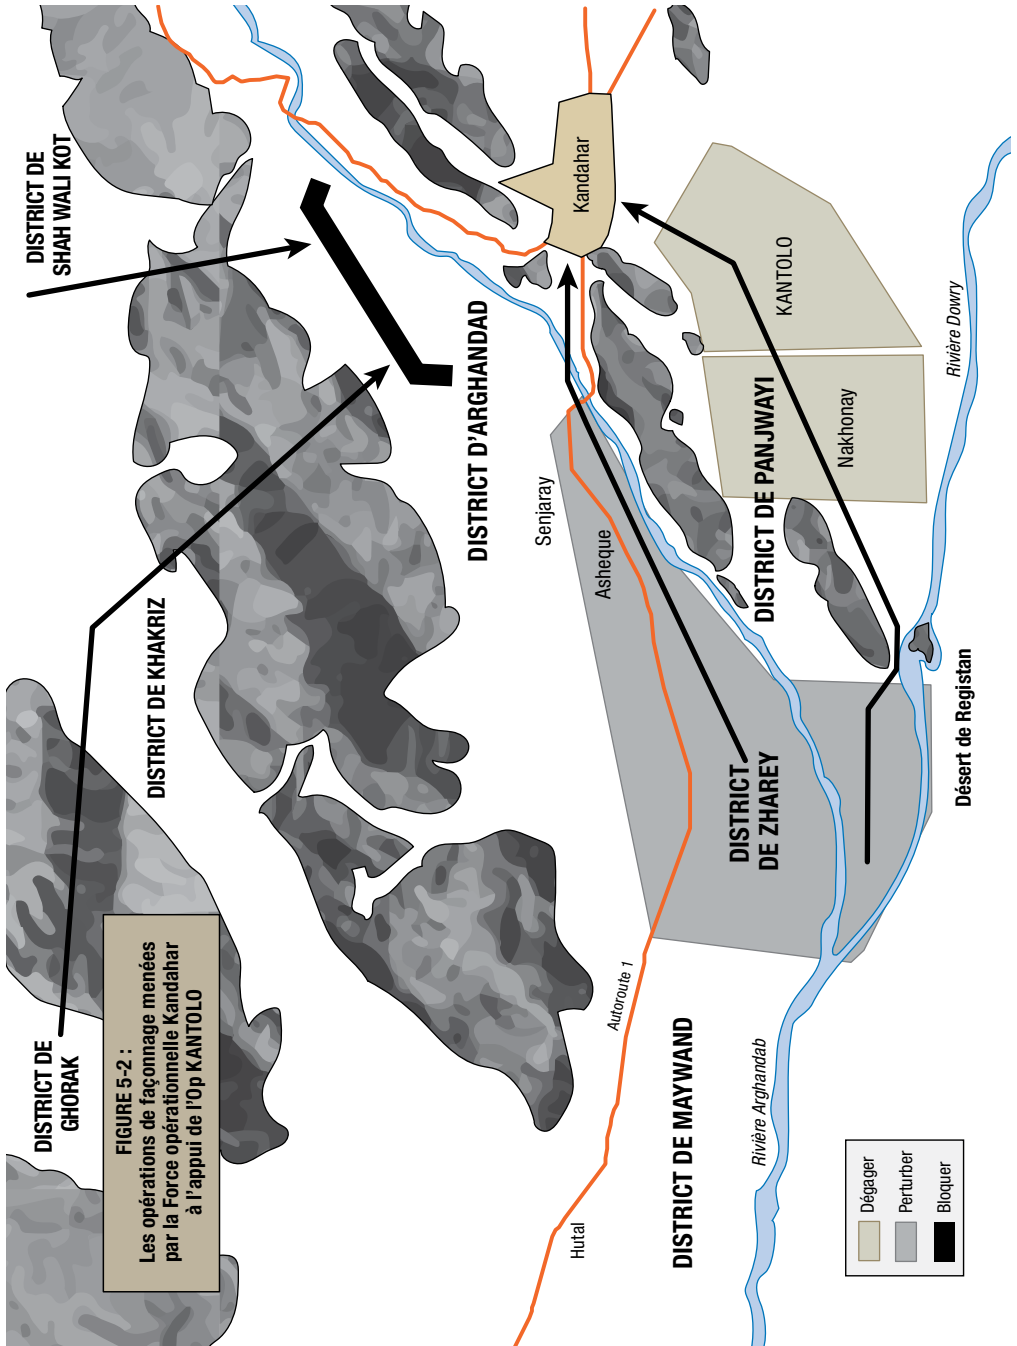 FIGURE 5-2 :
Les opérations de façonnage menées
par la Force opérationnelle Kandahar
à l'appui de l'Op KANTOLO
DISTRICT DE
GHORAK
DISTRICT DE KHAKRIZ
DISTRICT DE
SHAH WALI KOT
DISTRICT D'ARGHANDAD
Hutal
Autoroute 1
Senjaray
Asheque
Kandahar
DISTRICT DE MAYWAND
DISTRICT
DE ZHAREY
DISTRICT DE PANJWAYI
KANTOLO
Nakhonay
Rivière Arghandab
Rivière Dowry
Désert de Registan
Dégager
Perturber
Bloquer